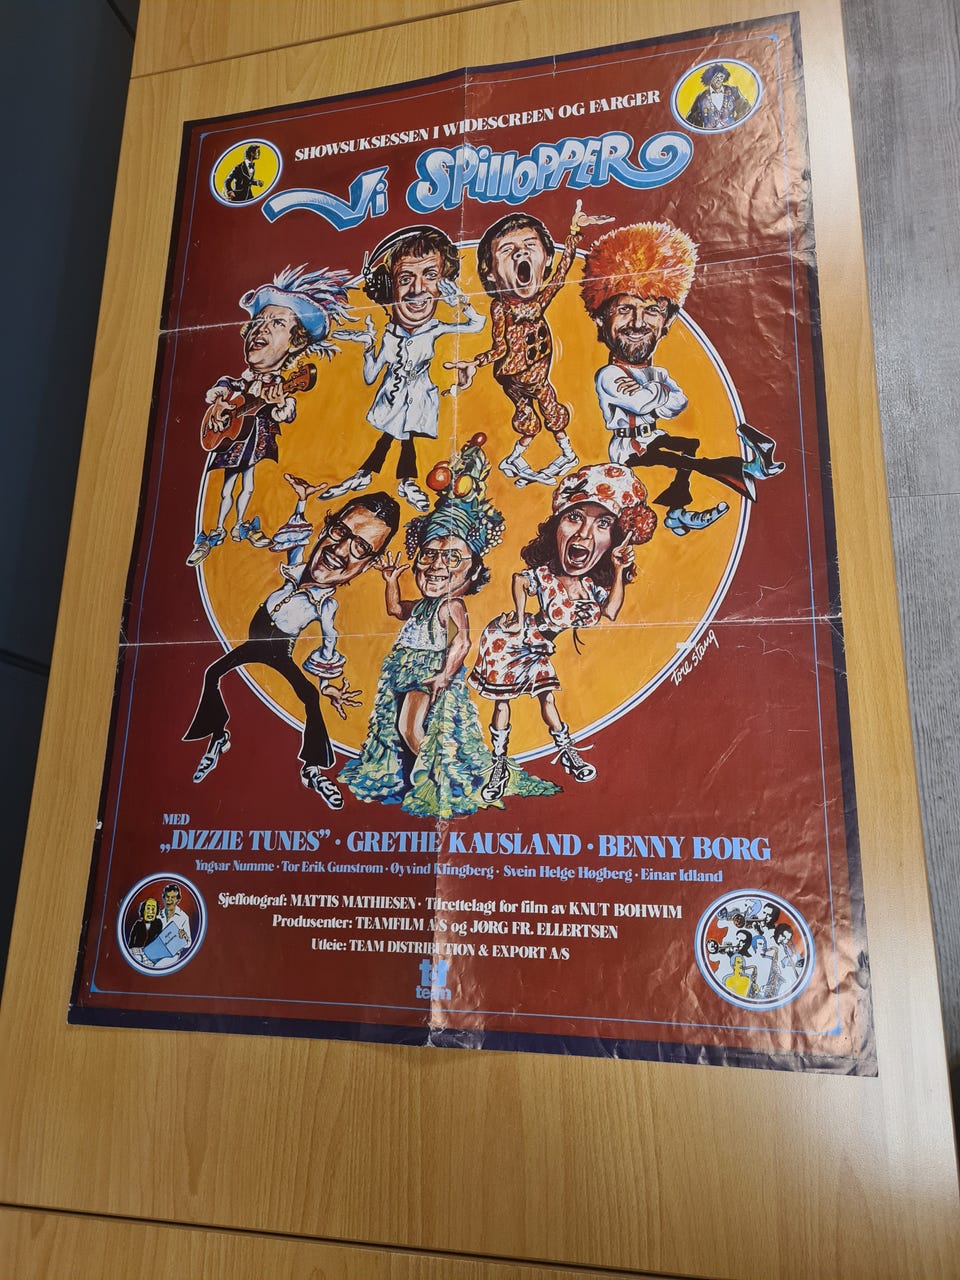 SHOWSUKSESSEN I WIDESCREEN OG FARGER
Vi SPillOPPER
Tore Stang
MED
„DIZZIE TUNES” · GRETHE KAUSLAND · BENNY BORG
Yngvar Numme · Tor Erik Gunstrøm · Øyvind Klingberg · Svein Helge Høgberg · Einar Idland
Sjeffotograf: MATTIS MATHIESEN · Tilrettelagt for film av KNUT BOHWIM
Produsenter: TEAMFILM A/S og JØRG FR. ELLERTSEN
Utleie: TEAM DISTRIBUTION & EXPORT A/S
tf
team